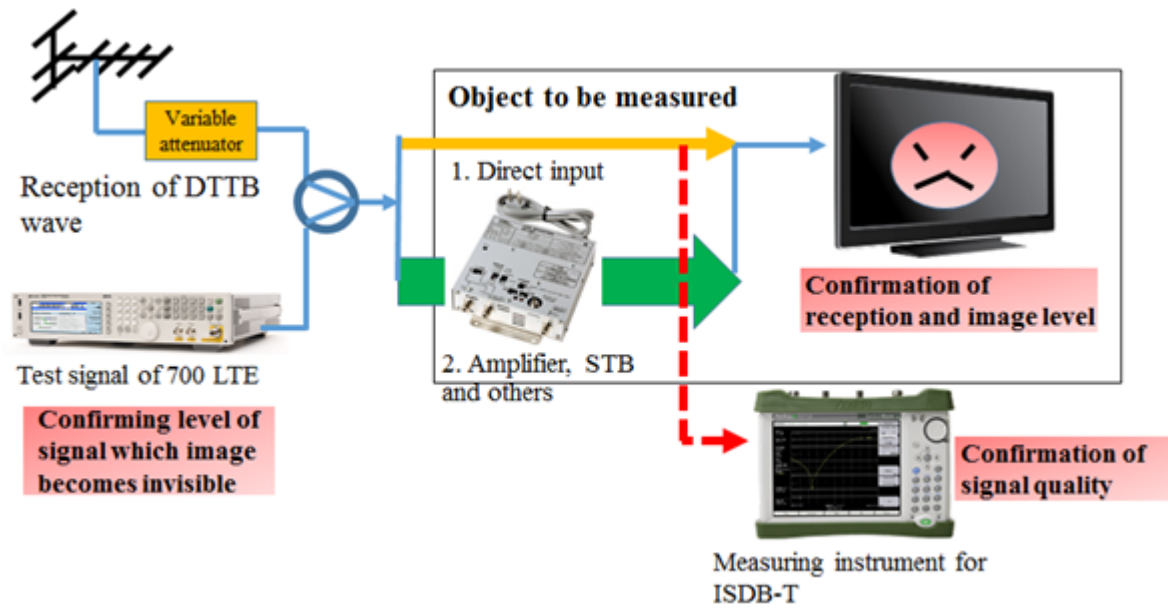 Variable
attenuator
Reception of DTTB
wave
Test signal of 700 LTE
Confirming level of
signal which image
becomes invisible
Object to be measured
1. Direct input
2. Amplifier, STB
and others
Confirmation of
reception and image level
Confirmation of
signal quality
Measuring instrument for
ISDB-T